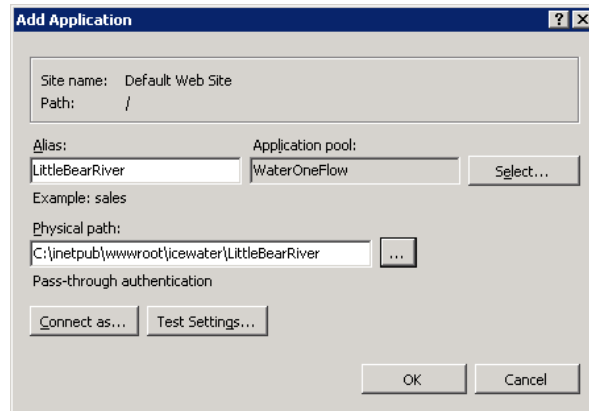 Add Application
? X
Site name: Default Web Site
Path: /
Alias: Application pool:
LittleBearRiver WaterOneFlow Select...
Example: sales
Physical path:
C:\inetpub\wwwroot\icewater\LittleBearRiver ...
Pass-through authentication
Connect as... Test Settings...
OK Cancel